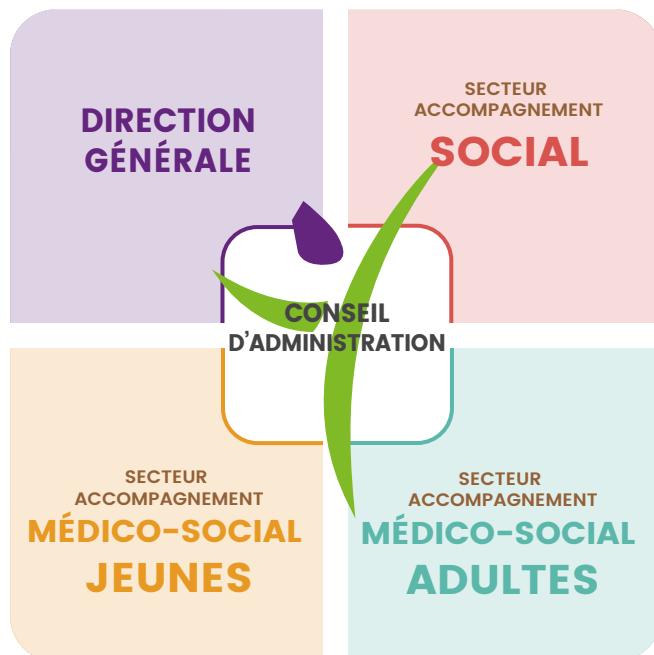 DIRECTION
GÉNÉRALE
SECTEUR
ACCOMPAGNEMENT
SOCIAL
CONSEIL
D'ADMINISTRATION
SECTEUR
ACCOMPAGNEMENT
MÉDICO-SOCIAL
JEUNES
SECTEUR
ACCOMPAGNEMENT
MÉDICO-SOCIAL
ADULTES